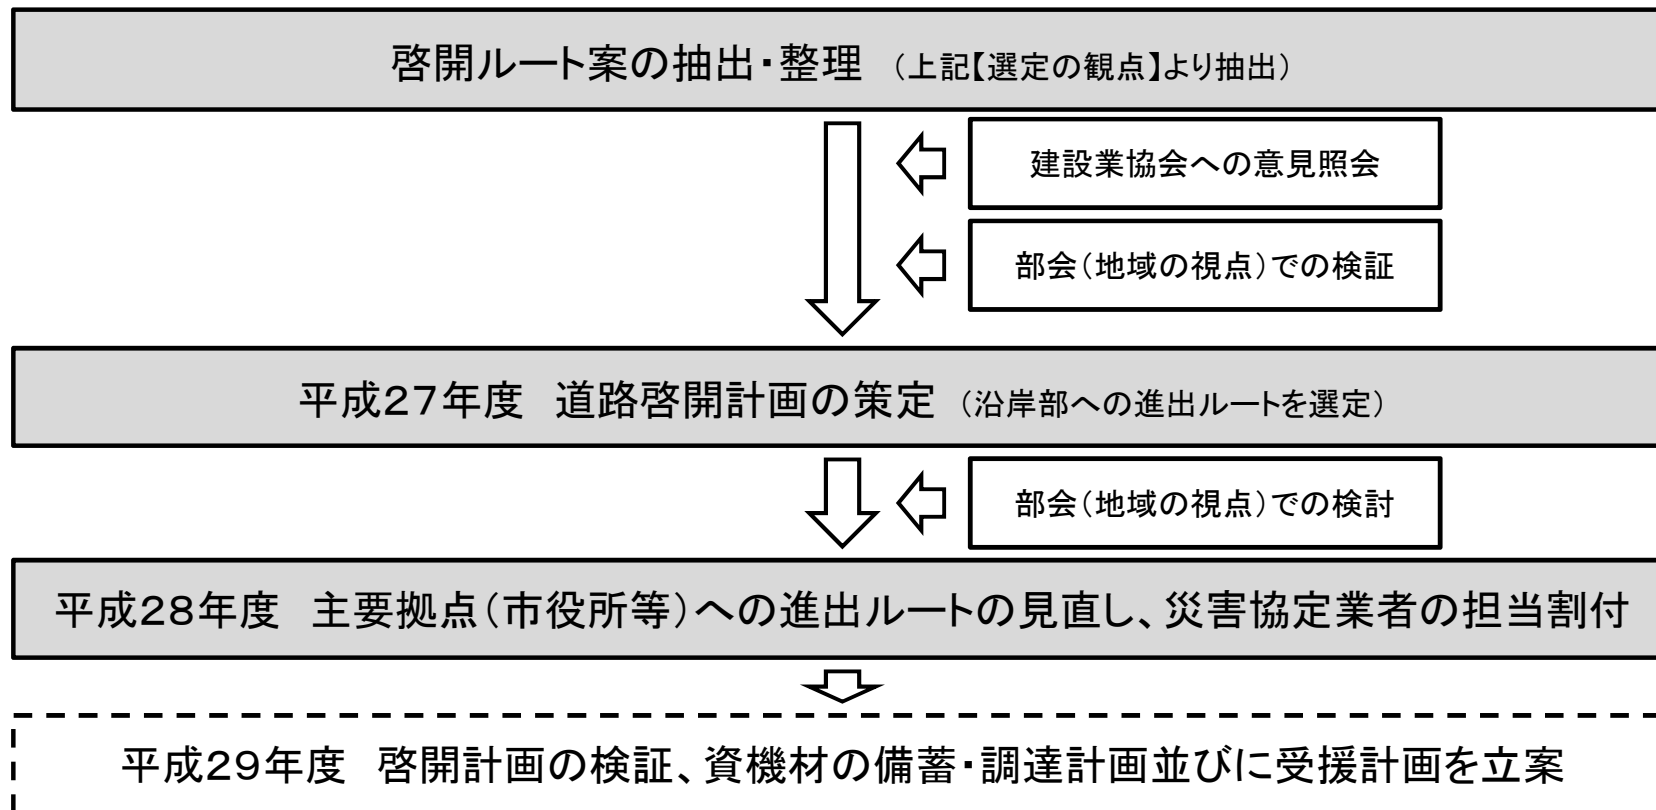 啓開ルート案の抽出・整理 （上記【選定の観点】より抽出）
建設業協会への意見照会
部会（地域の視点）での検証
平成２７年度　道路啓開計画の策定 （沿岸部への進出ルートを選定）
部会（地域の視点）での検討
平成２８年度　主要拠点（市役所等）への進出ルートの見直し、災害協定業者の担当割付
平成２９年度　啓開計画の検証、資機材の備蓄・調達計画並びに受援計画を立案